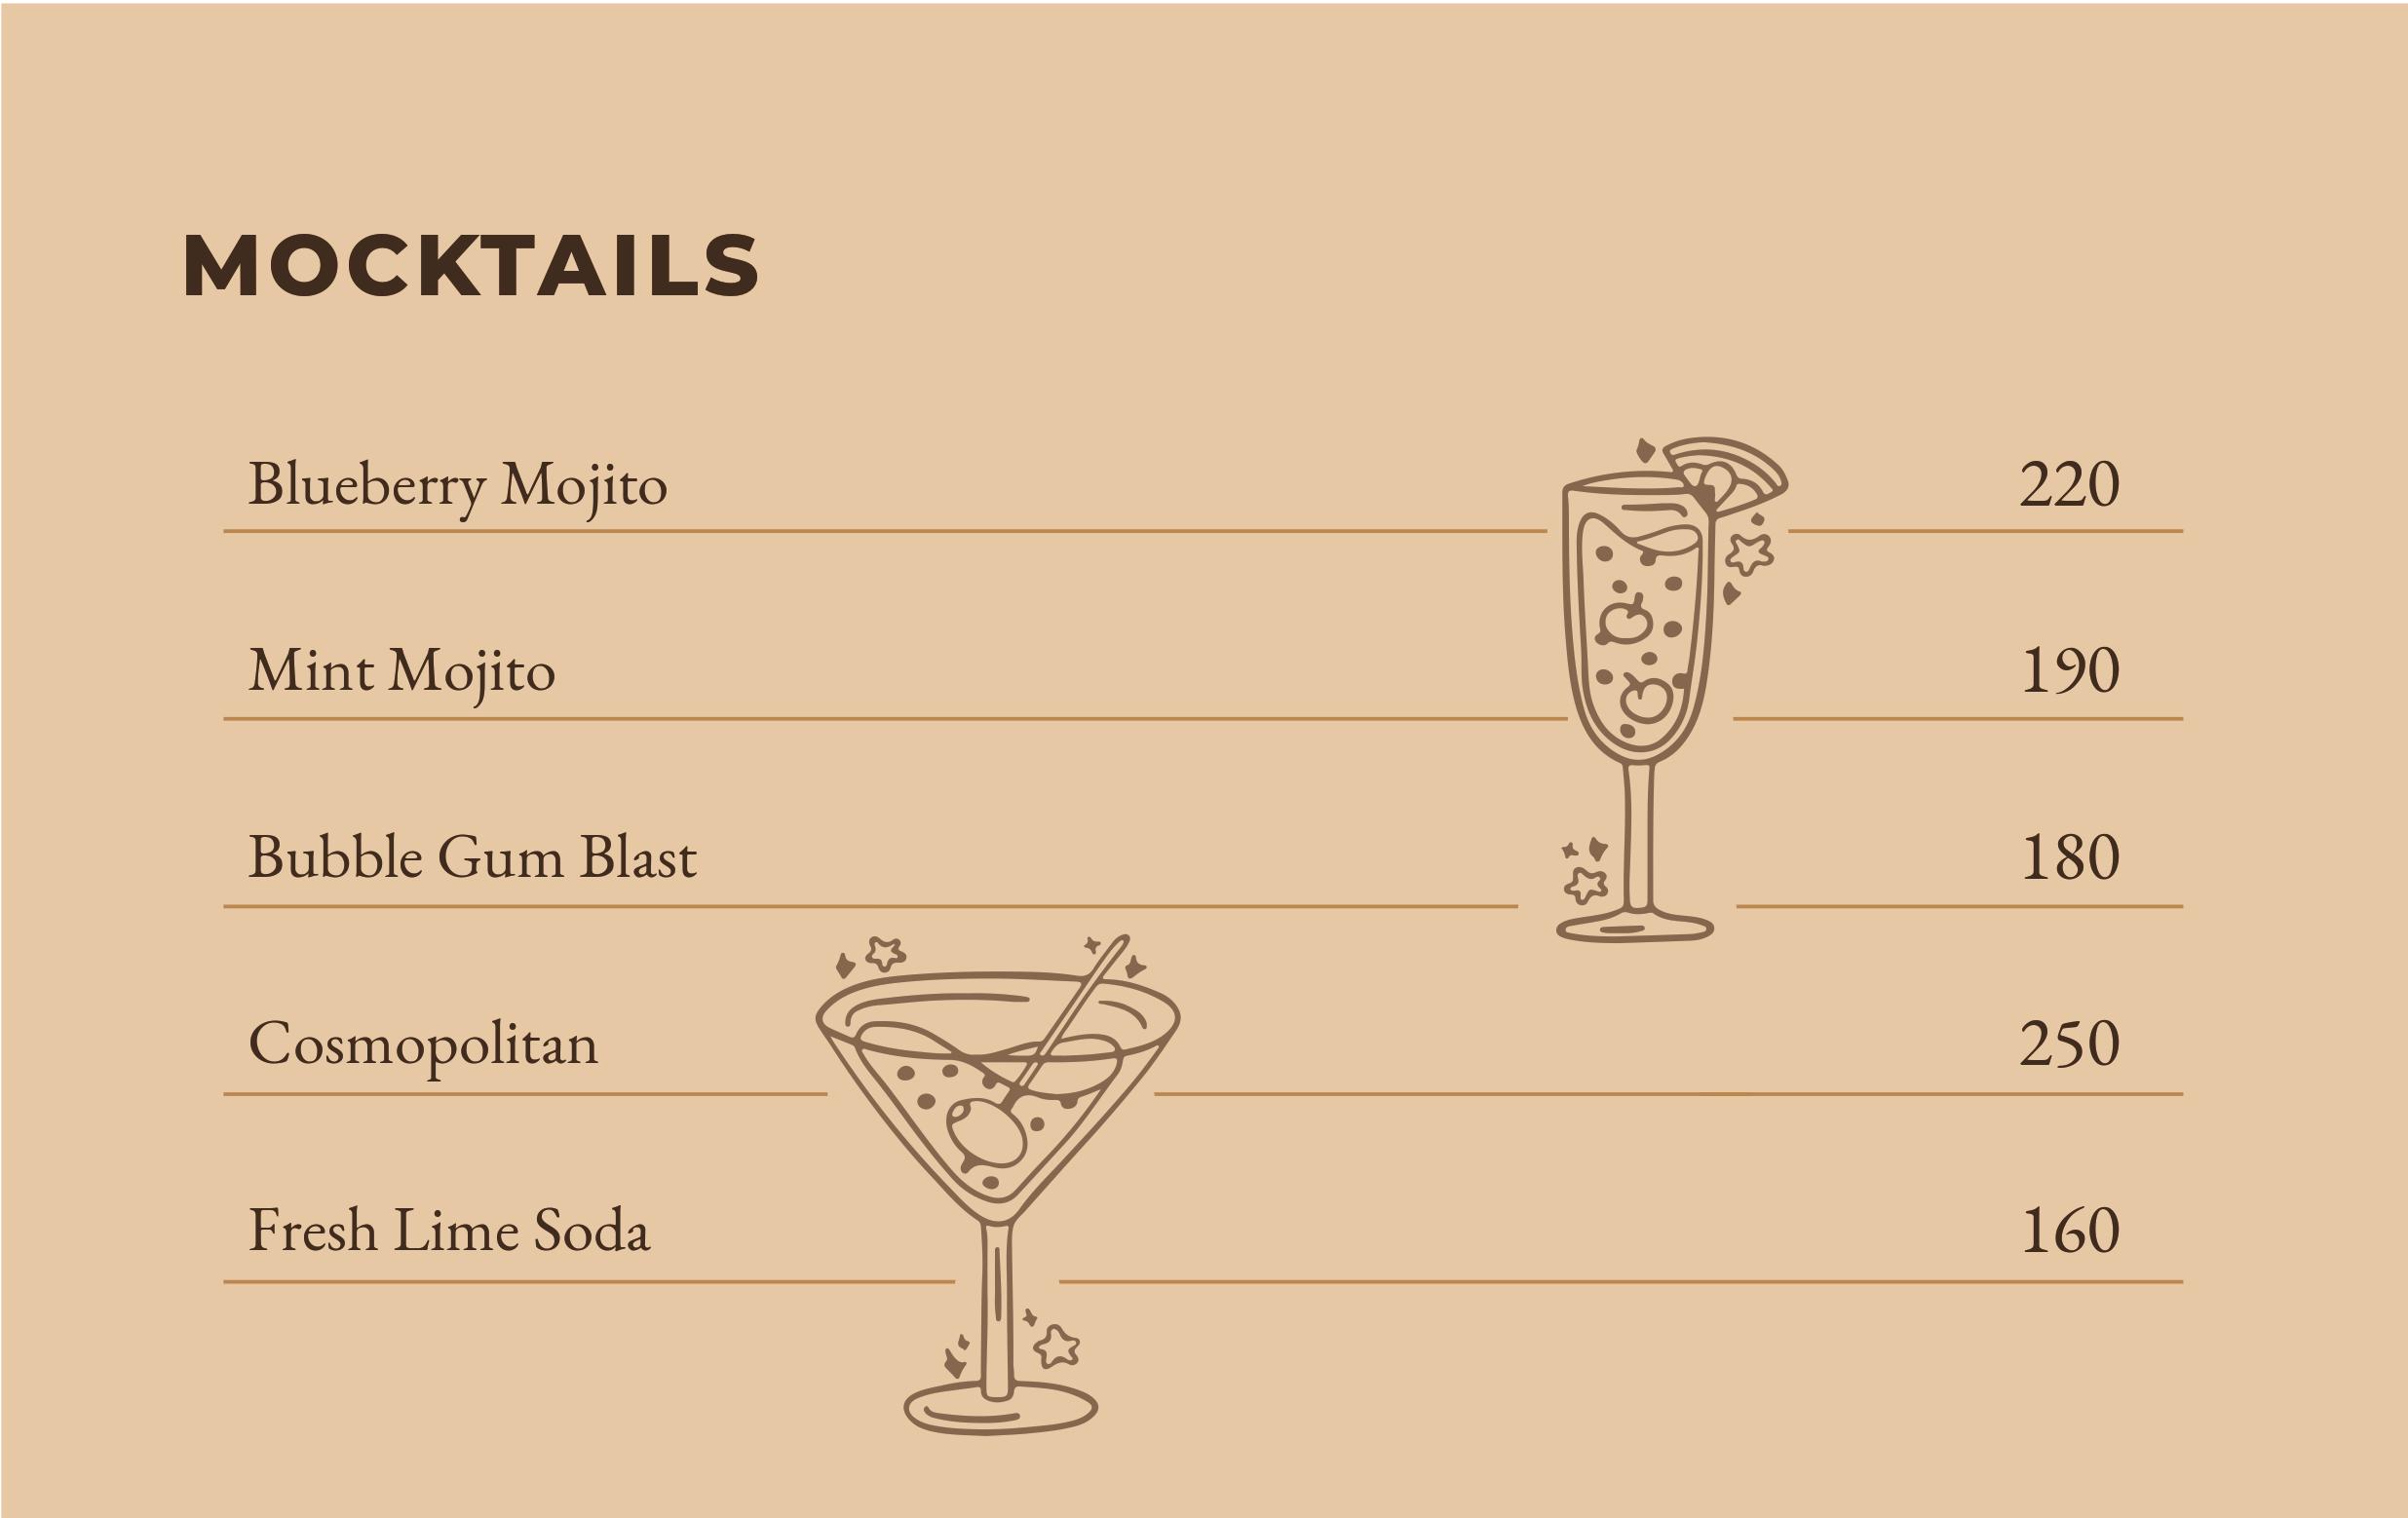 MOCKTAILS
Blueberry Mojito 220
Mint Mojito 190
Bubble Gum Blast 180
Cosmopolitan 250
Fresh Lime Soda 160